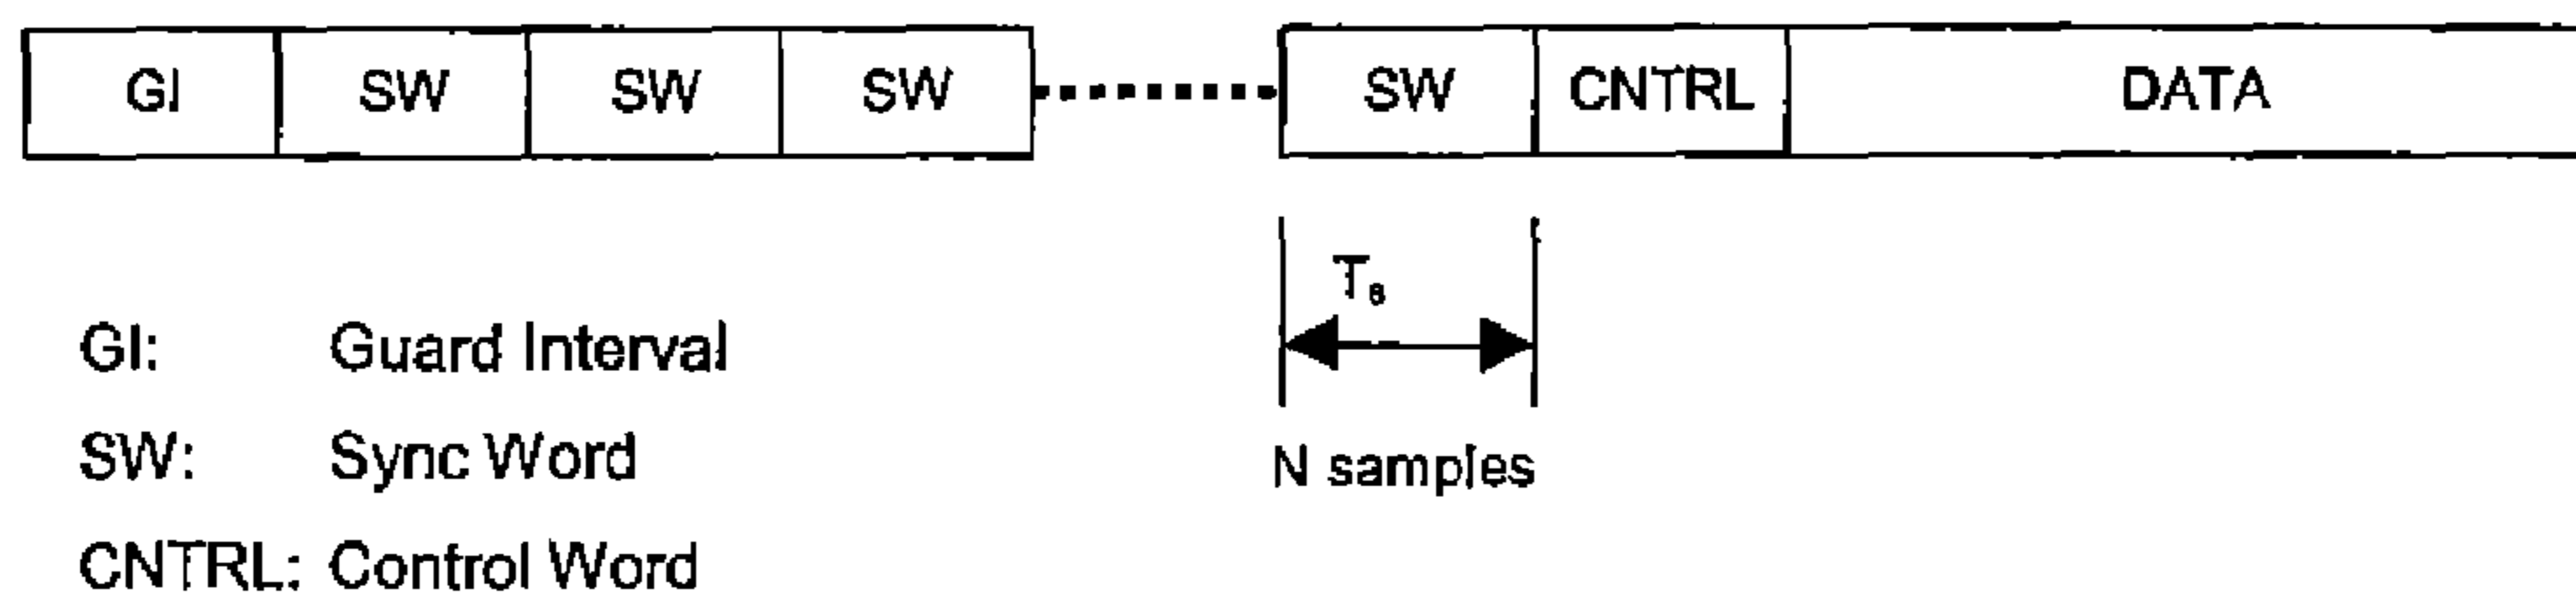 GI SW SW SW SW CNTRL DATA
Ts
N samples
GI: Guard Interval
SW: Sync Word
CNTRL: Control Word